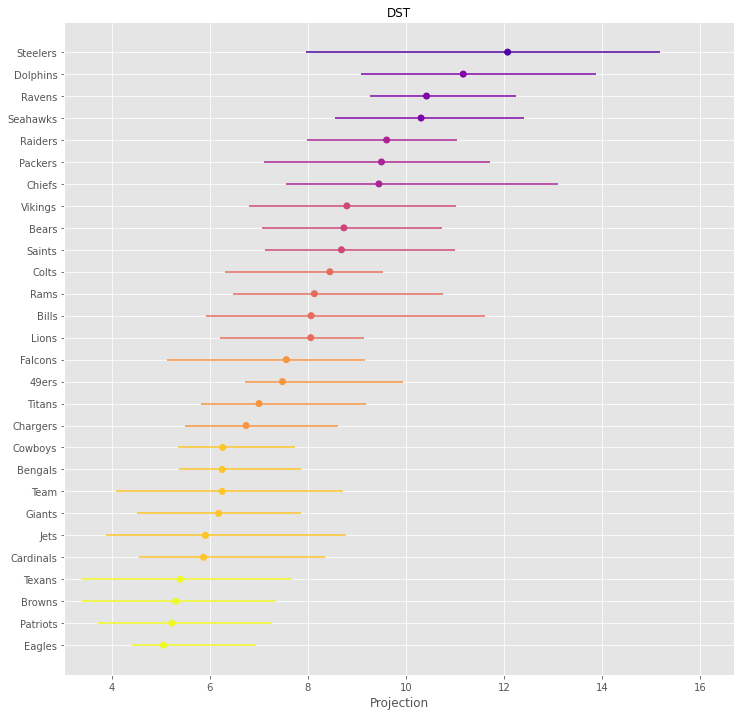 DST
Steelers
Dolphins
Ravens
Seahawks
Raiders
Packers
Chiefs
Vikings
Bears
Saints
Colts
Rams
Bills
Lions
Falcons
49ers
Titans
Chargers
Cowboys
Bengals
Team
Giants
Jets
Cardinals
Texans
Browns
Patriots
Eagles
4 6 8 10 12 14 16
Projection